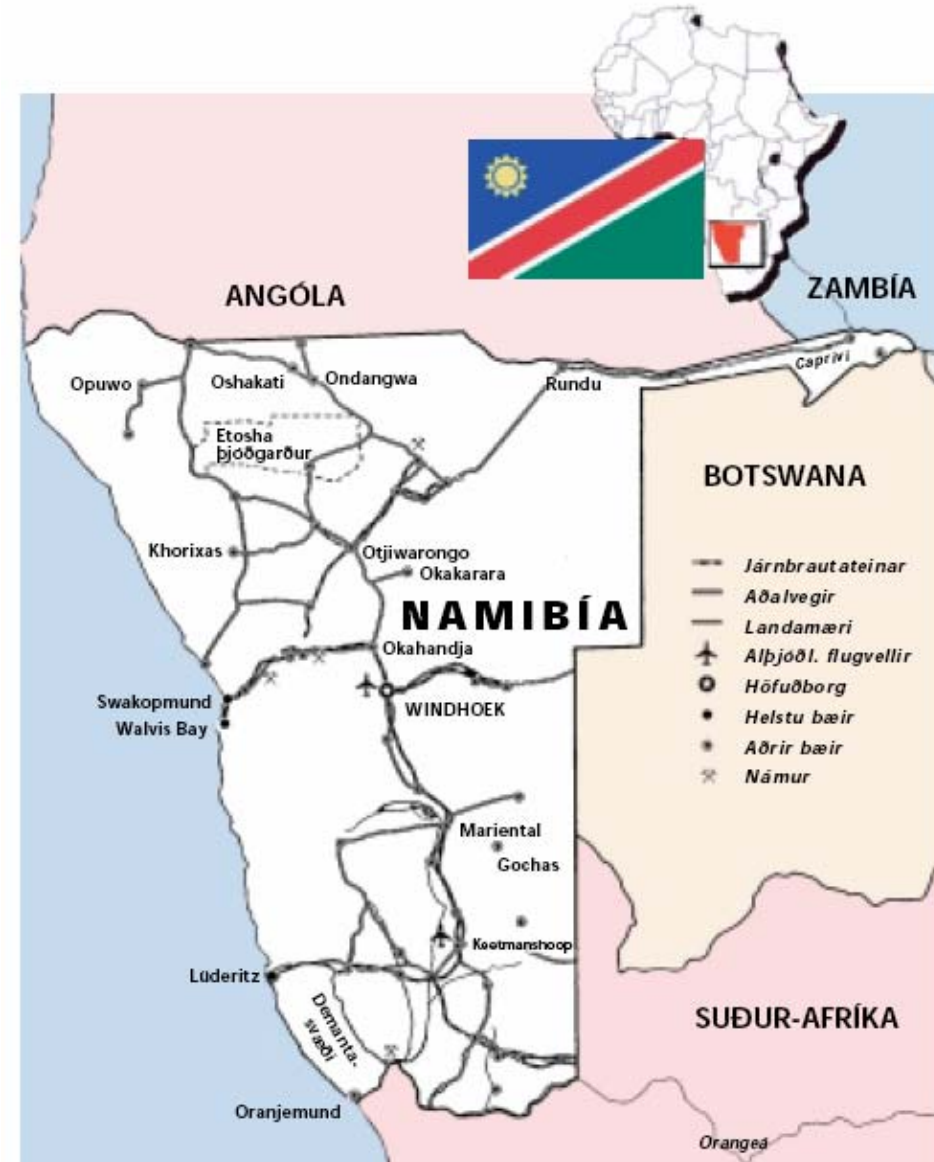 ZAMBÍA
ANGÓLA
Caprivi
Opuwo
Oshakati
Ondangwa
Rundu
Etosha
þjóðgarður
BOTSWANA
Khorixas
Otjiwarongo
Okakarara
NAMIBÍA
Okahandja
Swakopmund
Walvis Bay
WINDHOEK
Járnbrautateinar
Aðalvegir
Landamæri
Alþjóðl. flugvellir
Höfuðborg
Helstu bæir
Aðrir bæir
Námur
Mariental
Gochas
Keetmanshoop
Lüderitz
Demanta.
svæði
SUÐUR-AFRÍKA
Oranjemund
Orangeá